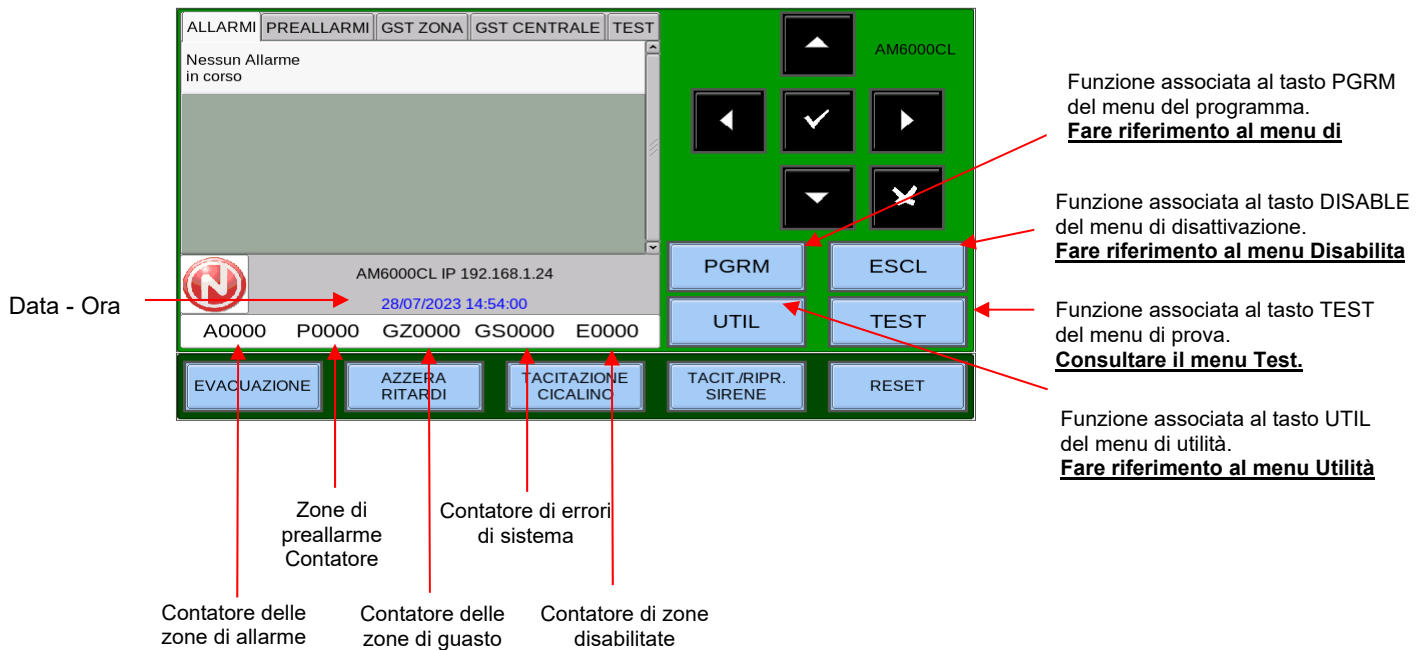 ALLARMI PREALLARMI GST ZONA GST CENTRALE TEST
Nessun Allarme
in corso
AM6000CL
N
AM6000CL IP 192.168.1.24
28/07/2023 14:54:00
A0000 P0000 GZ0000 GS0000 E0000
PGRM
ESCL
UTIL
TEST
EVACUAZIONE
AZZERA
RITARDI
TACITAZIONE
CICALINO
TACIT./RIPR.
SIRENE
RESET
Data - Ora
Funzione associata al tasto PGRM
del menu del programma.
Fare riferimento al menu di
Funzione associata al tasto DISABLE
del menu di disattivazione.
Fare riferimento al menu Disabilita
Funzione associata al tasto TEST
del menu di prova.
Consultare il menu Test.
Funzione associata al tasto UTIL
del menu di utilità.
Fare riferimento al menu Utilità
Zone di
preallarme
Contatore
Contatore di errori
di sistema
Contatore delle
zone di allarme
Contatore delle
zone di guasto
Contatore di zone
disabilitate